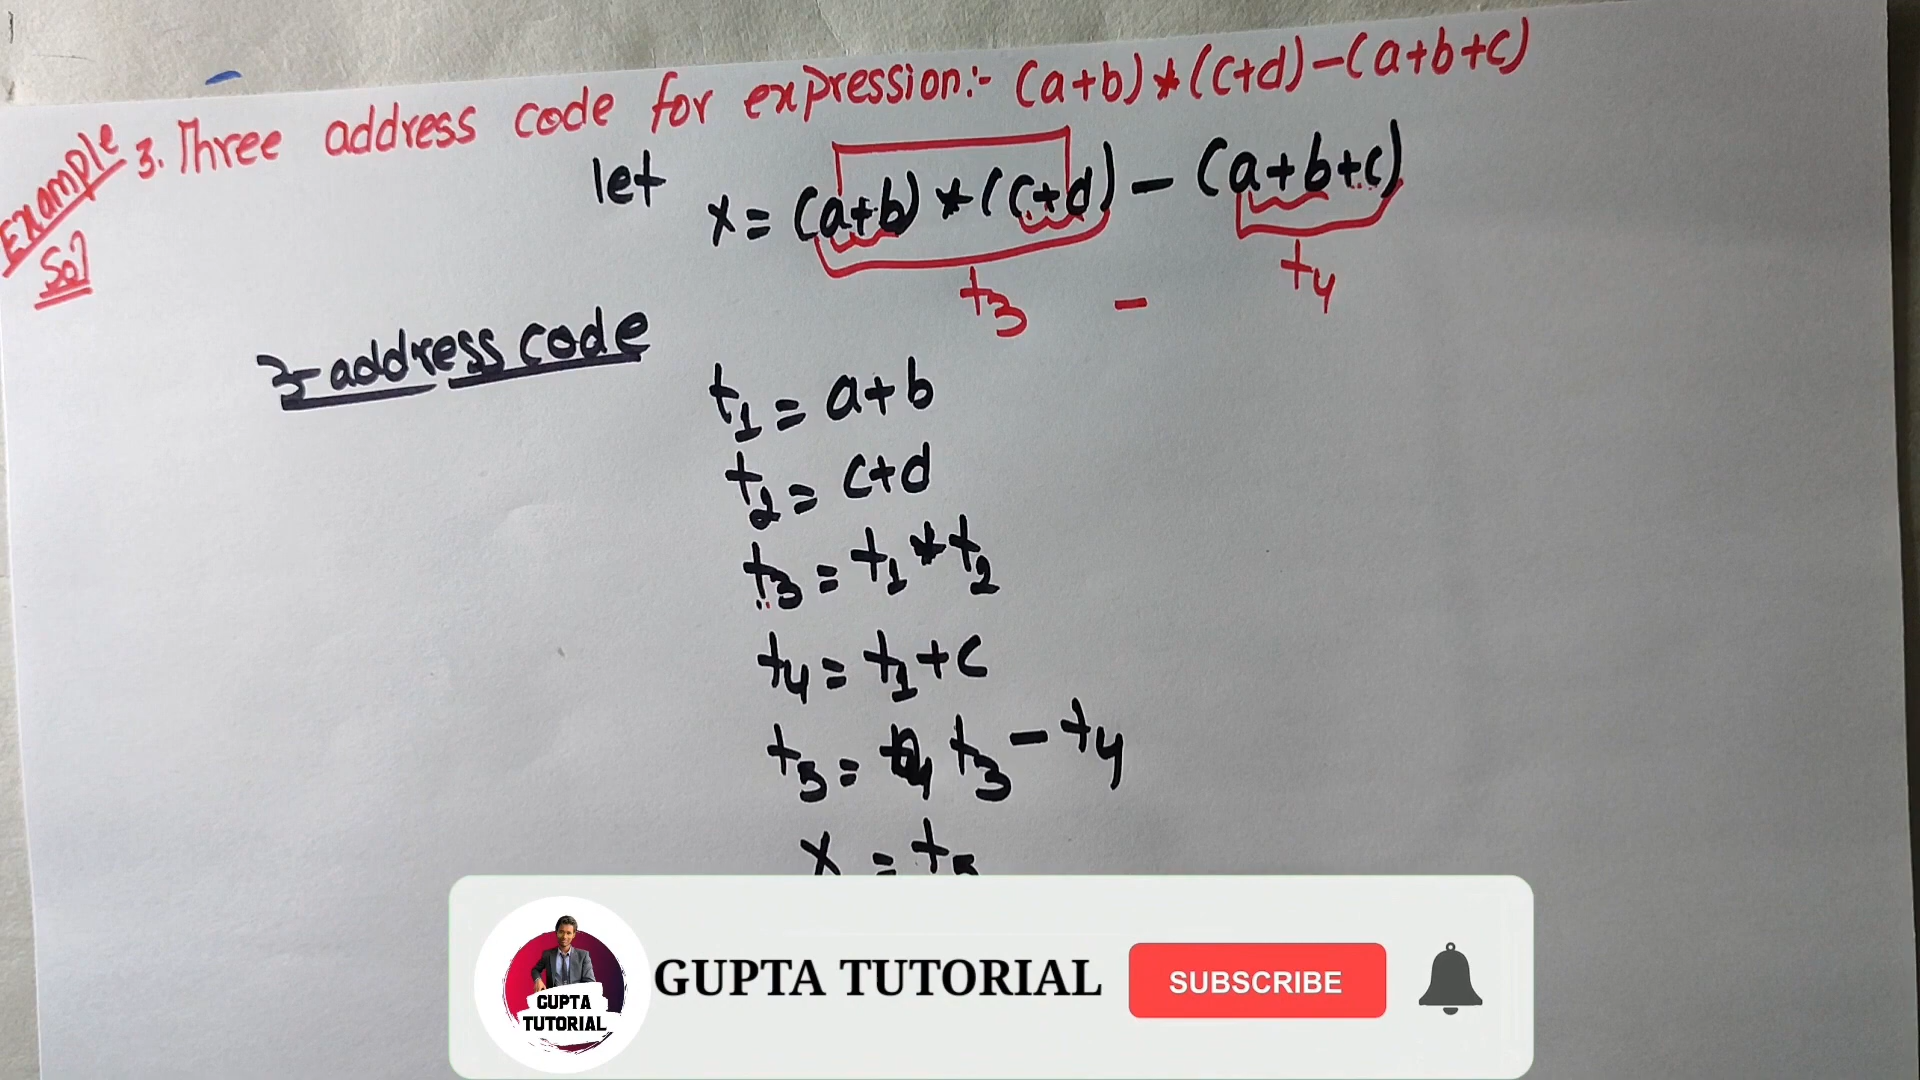 Example 3. Three address code for expression:- (a+b)*(c+d)-(a+b+c)
Sol
let x = (a+b)*(c+d) - (a+b+c)
t3 - t4
3-address code
t1 = a+b
t2 = c+d
t3 = t1*t2
t4 = t1+c
t5 = t3-t4
x = t5
GUPTA TUTORIAL
GUPTA TUTORIAL
SUBSCRIBE